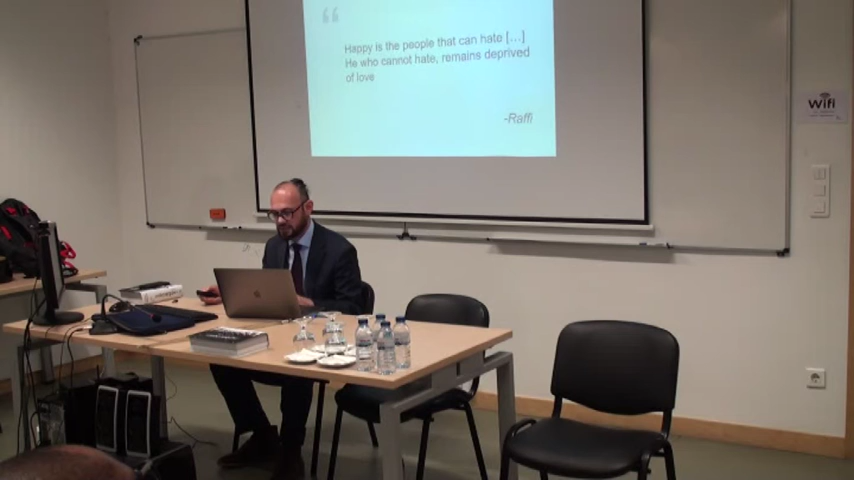 “
Happy is the people that can hate […]
He who cannot hate, remains deprived
of love
-Raffi
Wifi